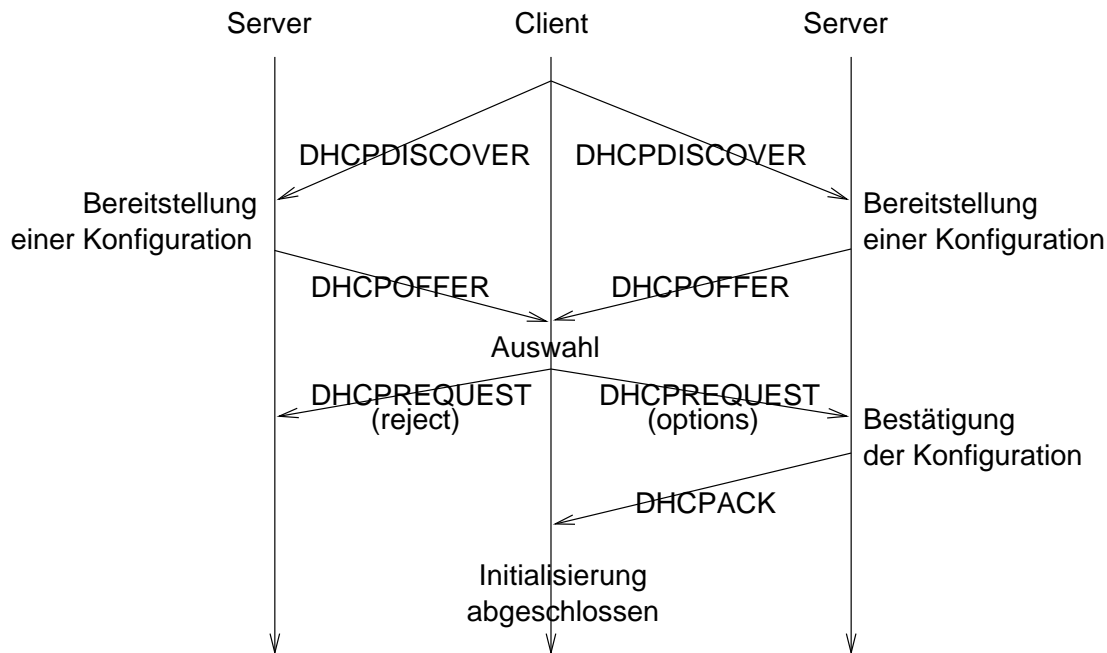 Server
Client
Server
DHCPDISCOVER
DHCPDISCOVER
Bereitstellung
einer Konfiguration
Bereitstellung
einer Konfiguration
DHCPOFFER
DHCPOFFER
Auswahl
DHCPREQUEST
(reject)
DHCPREQUEST
(options)
Bestätigung
der Konfiguration
DHCPACK
Initialisierung
abgeschlossen